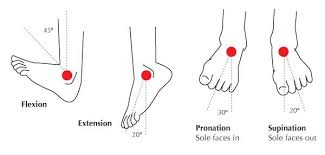 45°
Flexion
Extension
20°
30°
Pronation
Sole faces in
20°
Supination
Sole faces out